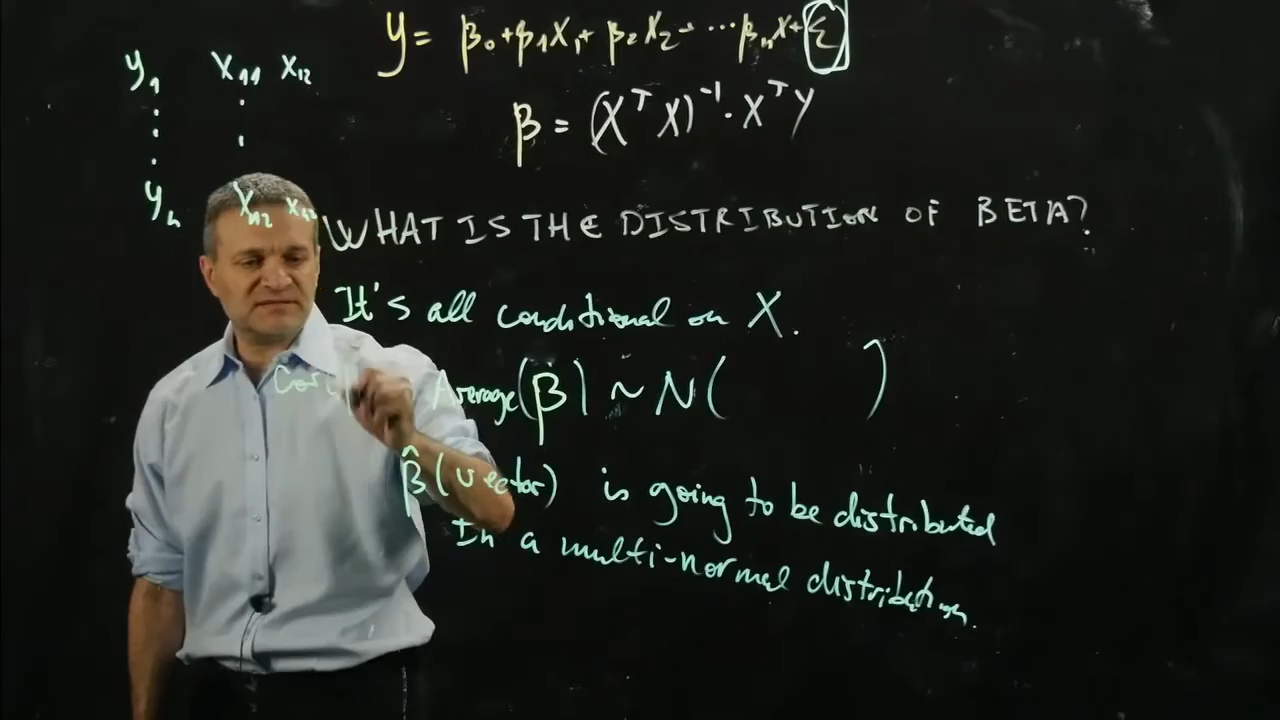 y = β₀+β₁X₁+ β₂X₂- ...βₙX+ Σ
y₁ X₁₁ X₁₂
β = (XᵀX)⁻¹·XᵀY
yₙ X
WHAT IS THE DISTRIBUTION OF BETA?
It's all conditional on X.
Average(β) ~ N( )
β̂ (vector) is going to be distributed
In a multi-normal distribution.